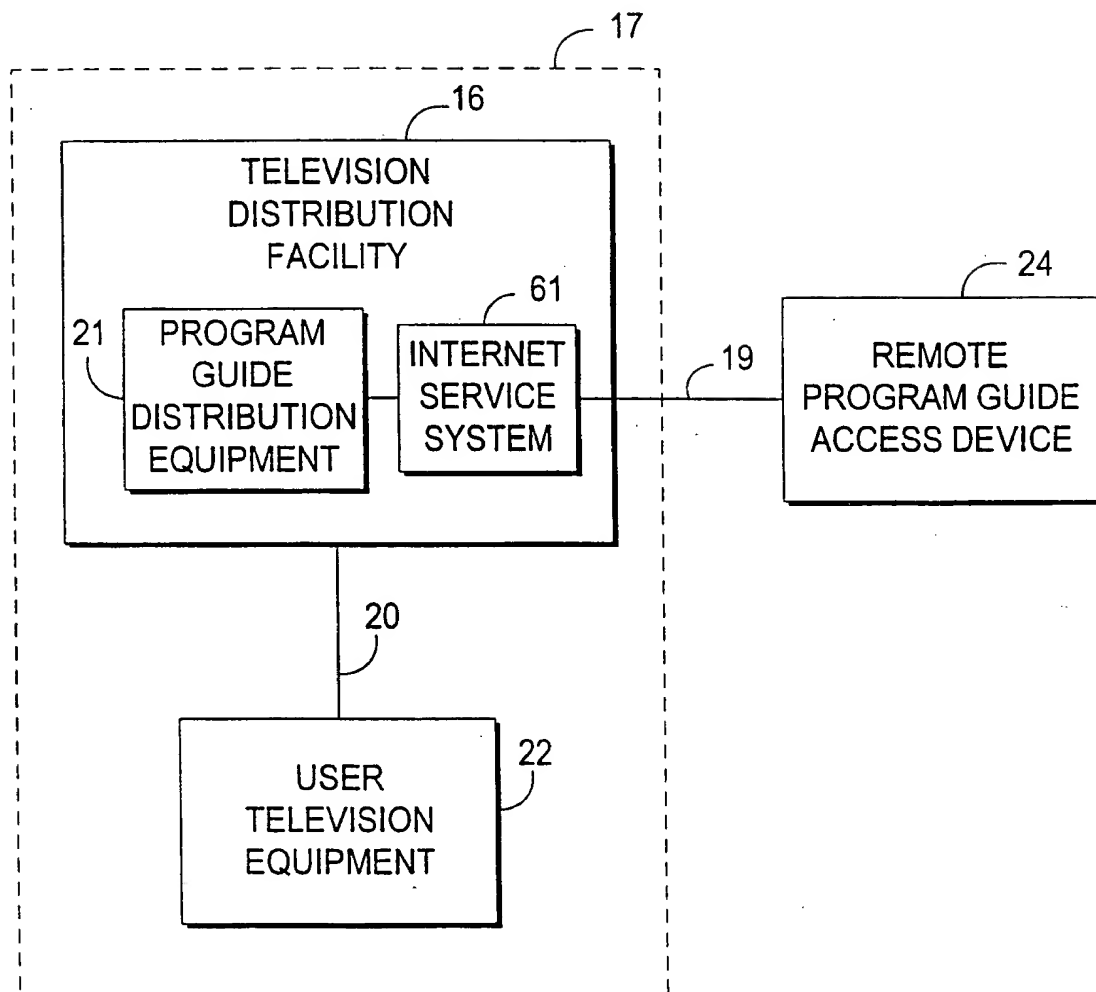 17
16
TELEVISION
DISTRIBUTION
FACILITY
21
PROGRAM
GUIDE
DISTRIBUTION
EQUIPMENT
61
INTERNET
SERVICE
SYSTEM
19
24
REMOTE
PROGRAM GUIDE
ACCESS DEVICE
20
22
USER
TELEVISION
EQUIPMENT